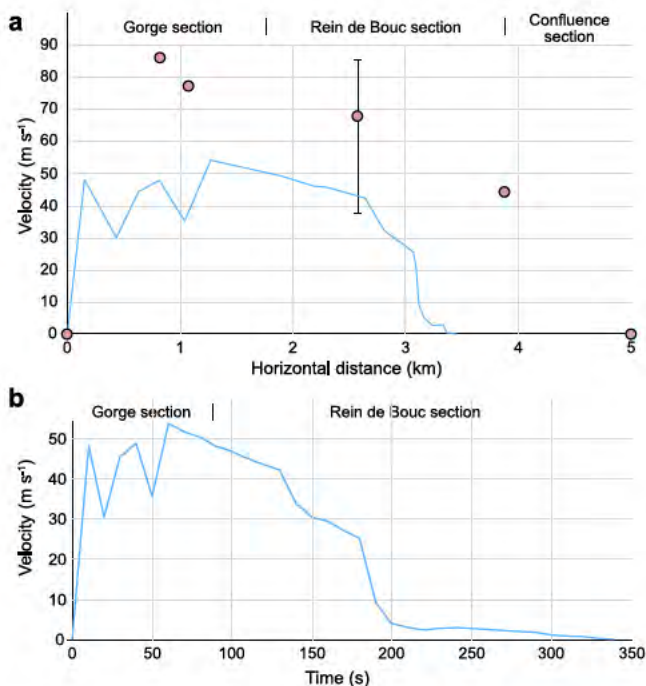 a
Gorge section | Rein de Bouc section | Confluence
section
90
80
70
60
50
40
30
20
10
0
Velocity (m s⁻¹)
0 1 2 3 4 5
Horizontal distance (km)
b
Gorge section | Rein de Bouc section
50
40
30
20
10
0
Velocity (m s⁻¹)
0 50 100 150 200 250 300 350
Time (s)